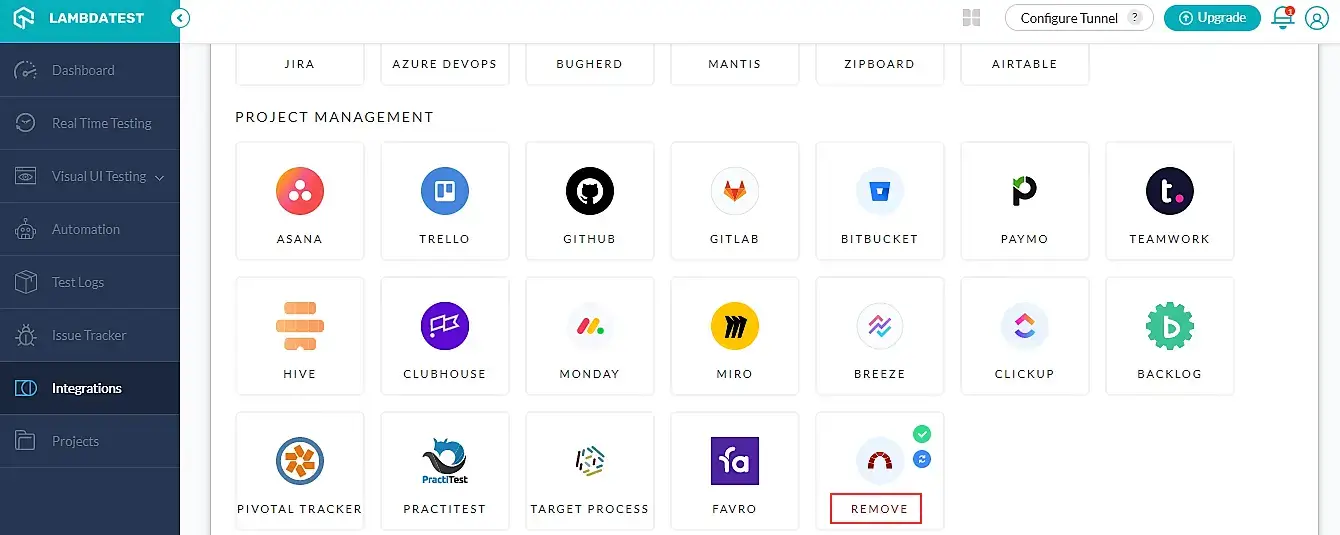 LAMBDATEST
Configure Tunnel ?
Upgrade
1
Dashboard
Real Time Testing
Visual UI Testing
Automation
Test Logs
Issue Tracker
Integrations
Projects
JIRA AZURE DEVOPS BUGHERD MANTIS ZIPBOARD AIRTABLE
PROJECT MANAGEMENT
ASANA TRELLO GITHUB GITLAB BITBUCKET PAYMO TEAMWORK
HIVE CLUBHOUSE MONDAY MIRO BREEZE CLICKUP BACKLOG
PractiTest
PIVOTAL TRACKER PRACTITEST TARGET PROCESS FAVRO REMOVE